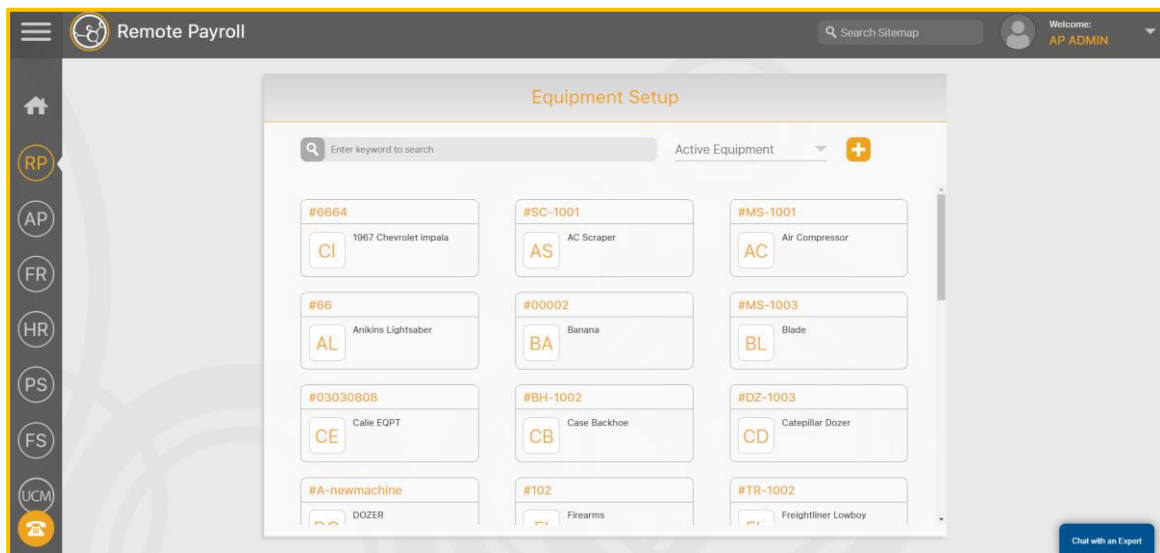 Remote Payroll
Search Sitemap
Welcome:
AP ADMIN
Equipment Setup
Enter keyword to search
Active Equipment
RP
AP
FR
HR
PS
FS
UCM
#6664
CI
1967 Chevrolet impala
#SC-1001
AS
AC Scraper
#MS-1001
AC
Air Compressor
#66
AL
Anikins Lightsaber
#00002
BA
Banana
#MS-1003
BL
Blade
#03030808
CE
Calie EQPT
#BH-1002
CB
Case Backhoe
#DZ-1003
CD
Catepillar Dozer
#A-newmachine
DOZER
#102
Firearms
#TR-1002
Freightliner Lowboy
Chat with an Expert